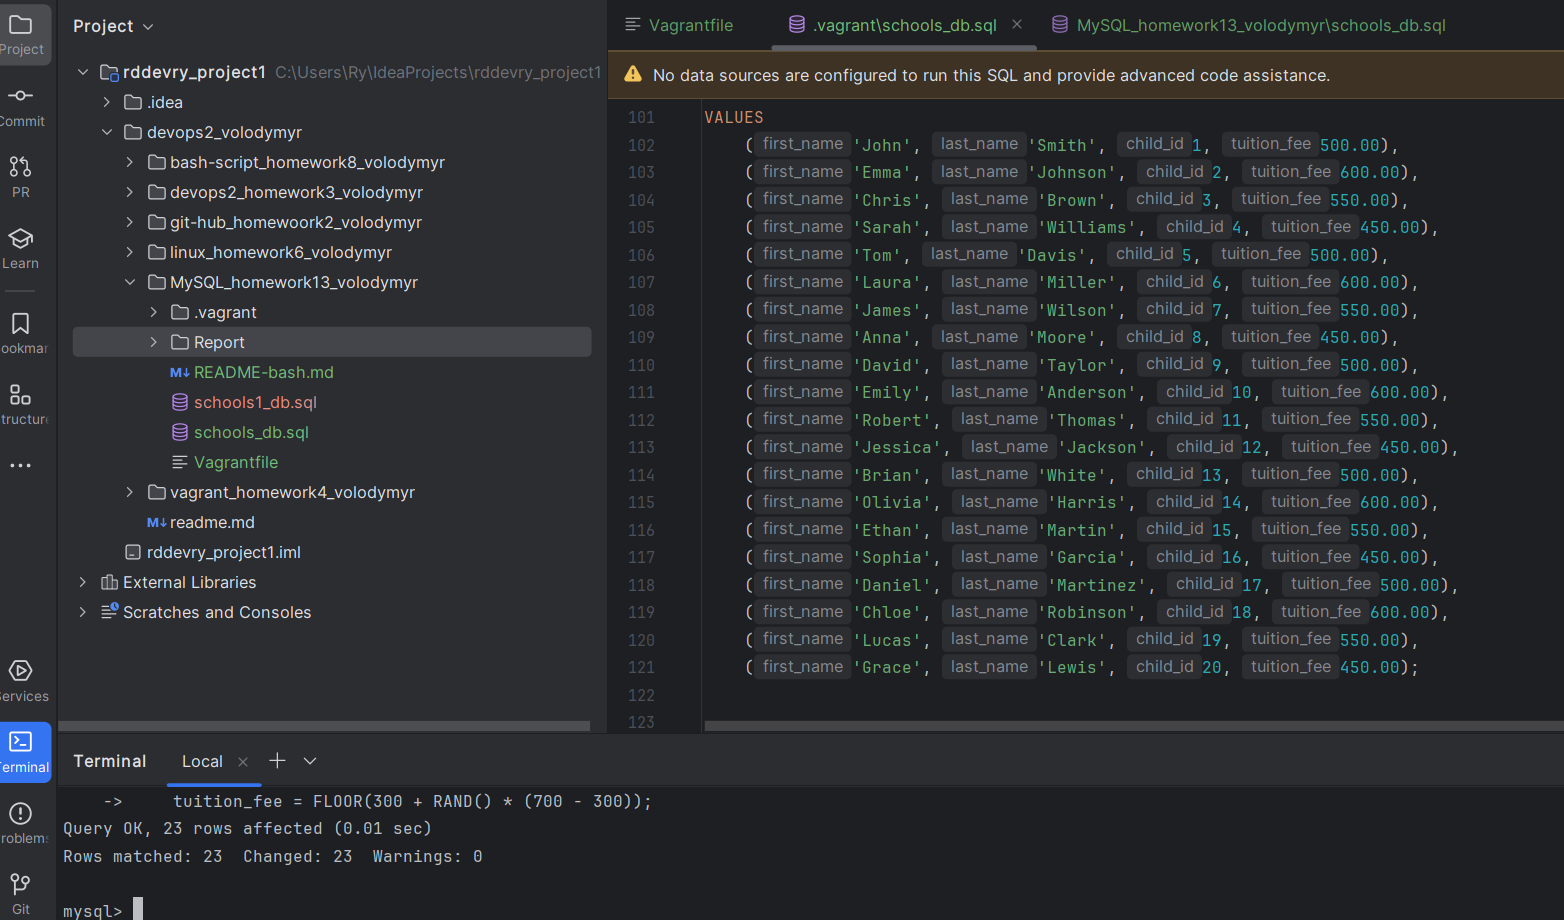 Project
Project
rddevry_project1 C:\Users\Ry\IdeaProjects\rddevry_project1
.idea
Commit
devops2_volodymyr
bash-script_homework8_volodymyr
PR
devops2_homework3_volodymyr
git-hub_homewoork2_volodymyr
Learn
linux_homework6_volodymyr
MySQL_homework13_volodymyr
.vagrant
Report
ookmar
README-bash.md
schools1_db.sql
tructure
schools_db.sql
Vagrantfile
vagrant_homework4_volodymyr
readme.md
rddevry_project1.iml
External Libraries
Scratches and Consoles
ervices
erminal
roblems
Git
Vagrantfile .vagrant\schools_db.sql MySQL_homework13_volodymyr\schools_db.sql
No data sources are configured to run this SQL and provide advanced code assistance.
101 VALUES
102 ( first_name 'John', last_name 'Smith', child_id 1, tuition_fee 500.00),
103 ( first_name 'Emma', last_name 'Johnson', child_id 2, tuition_fee 600.00),
104 ( first_name 'Chris', last_name 'Brown', child_id 3, tuition_fee 550.00),
105 ( first_name 'Sarah', last_name 'Williams', child_id 4, tuition_fee 450.00),
106 ( first_name 'Tom', last_name 'Davis', child_id 5, tuition_fee 500.00),
107 ( first_name 'Laura', last_name 'Miller', child_id 6, tuition_fee 600.00),
108 ( first_name 'James', last_name 'Wilson', child_id 7, tuition_fee 550.00),
109 ( first_name 'Anna', last_name 'Moore', child_id 8, tuition_fee 450.00),
110 ( first_name 'David', last_name 'Taylor', child_id 9, tuition_fee 500.00),
111 ( first_name 'Emily', last_name 'Anderson', child_id 10, tuition_fee 600.00),
112 ( first_name 'Robert', last_name 'Thomas', child_id 11, tuition_fee 550.00),
113 ( first_name 'Jessica', last_name 'Jackson', child_id 12, tuition_fee 450.00),
114 ( first_name 'Brian', last_name 'White', child_id 13, tuition_fee 500.00),
115 ( first_name 'Olivia', last_name 'Harris', child_id 14, tuition_fee 600.00),
116 ( first_name 'Ethan', last_name 'Martin', child_id 15, tuition_fee 550.00),
117 ( first_name 'Sophia', last_name 'Garcia', child_id 16, tuition_fee 450.00),
118 ( first_name 'Daniel', last_name 'Martinez', child_id 17, tuition_fee 500.00),
119 ( first_name 'Chloe', last_name 'Robinson', child_id 18, tuition_fee 600.00),
120 ( first_name 'Lucas', last_name 'Clark', child_id 19, tuition_fee 550.00),
121 ( first_name 'Grace', last_name 'Lewis', child_id 20, tuition_fee 450.00);
122
123
Terminal Local
-> tuition_fee = FLOOR(300 + RAND() * (700 - 300));
Query OK, 23 rows affected (0.01 sec)
Rows matched: 23 Changed: 23 Warnings: 0
mysql>